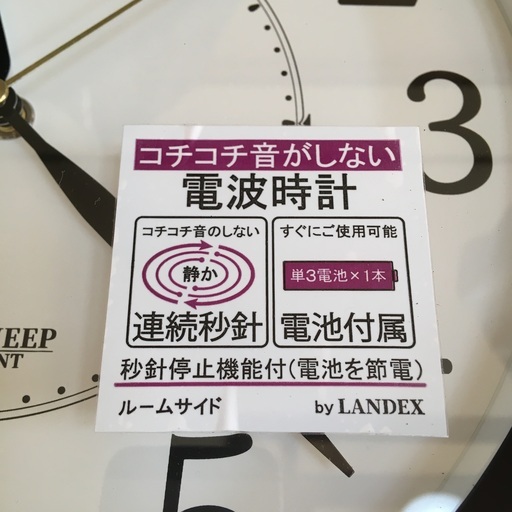 3
コチコチ音がしない
電波時計
コチコチ音のしない
静か
連続秒針
すぐにご使用可能
単3電池×1本
電池付属
秒針停止機能付(電池を節電)
ルームサイド
by LANDEX
5